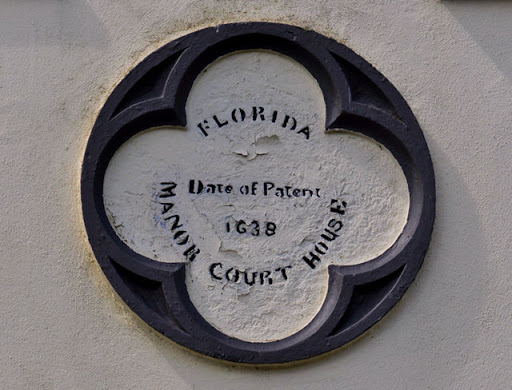 FLORIDA
Date of Patent
1638
MANOR COURT HOUSE